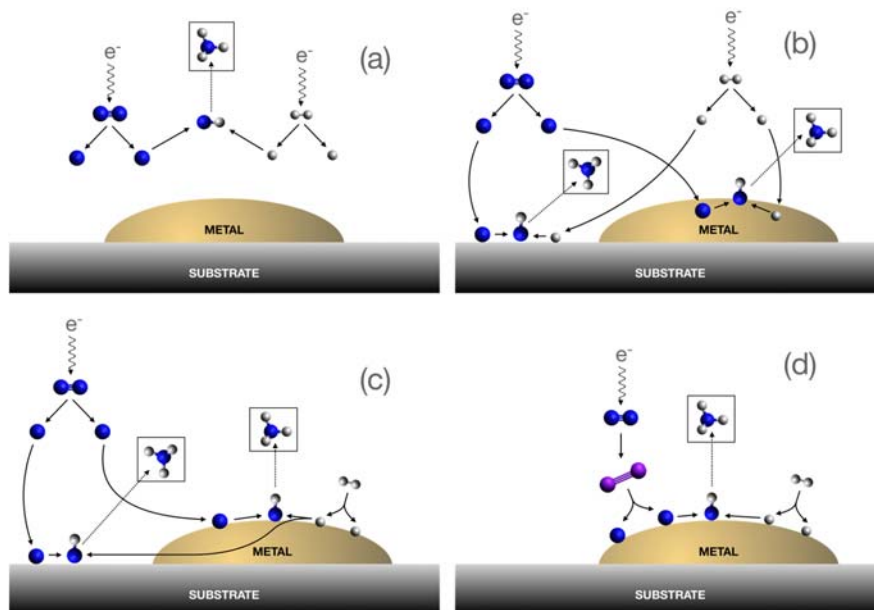 (a)
e⁻
e⁻
METAL
SUBSTRATE
(b)
e⁻
e⁻
METAL
SUBSTRATE
(c)
e⁻
METAL
SUBSTRATE
(d)
e⁻
METAL
SUBSTRATE